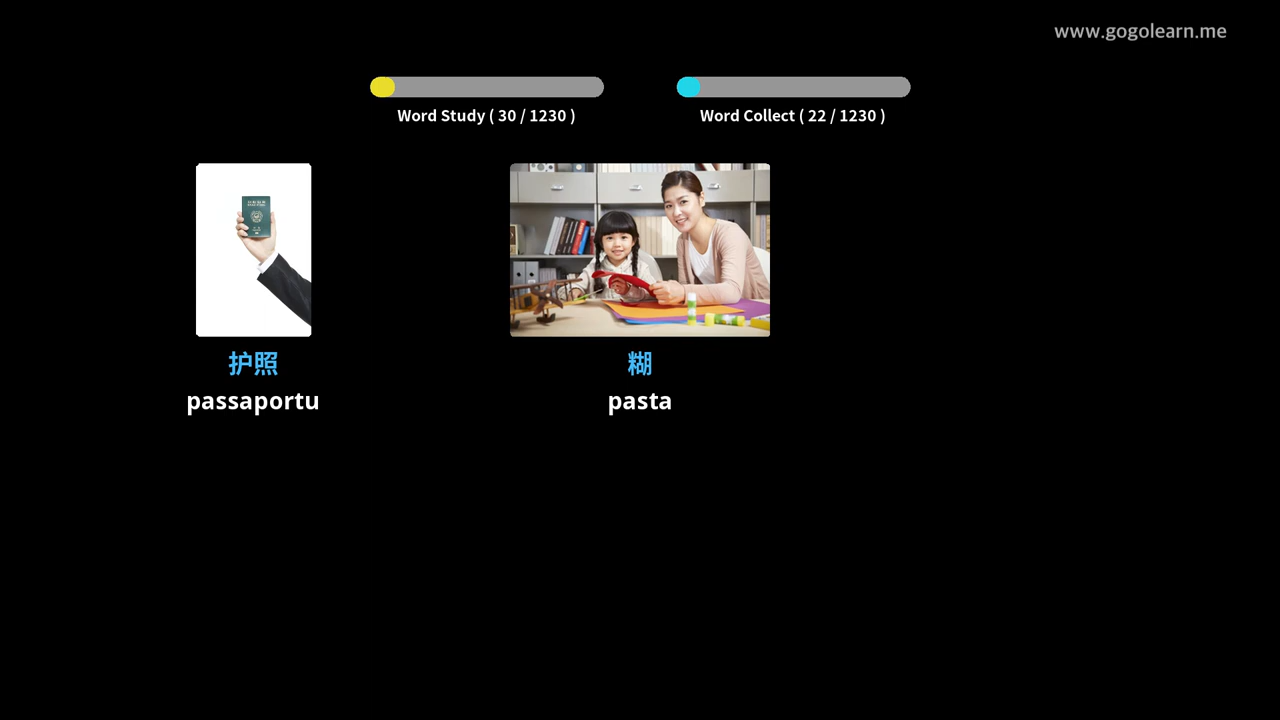 www.gogolearn.me
Word Study ( 30 / 1230 )
Word Collect ( 22 / 1230 )
护照
passaportu
糊
pasta